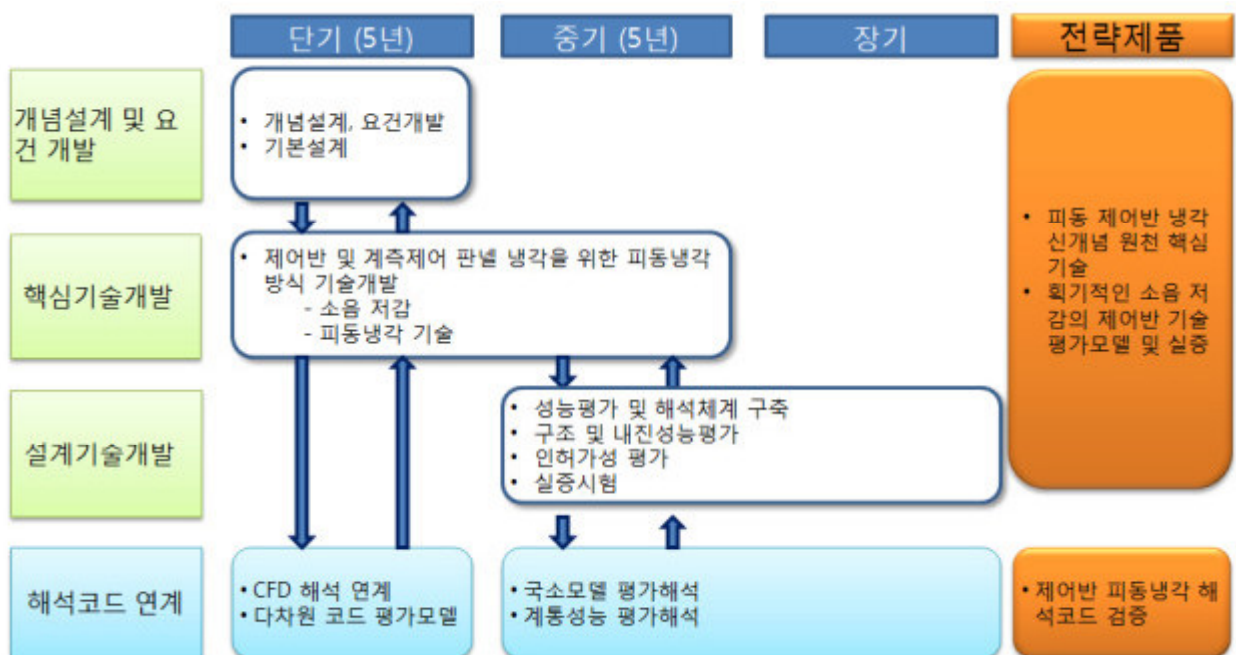 단기 (5년)
중기 (5년)
장기
전략제품
개념설계 및 요
건 개발
• 개념설계, 요건개발
• 기본설계
핵심기술개발
• 제어반 및 계측제어 판넬 냉각을 위한 피동냉각
방식 기술개발
- 소음 저감
- 피동냉각 기술
설계기술개발
• 성능평가 및 해석체계 구축
• 구조 및 내진성능평가
• 인허가성 평가
• 실증시험
• 피동 제어반 냉각
신개념 원천 핵심
기술
• 획기적인 소음 저
감의 제어반 기술
평가모델 및 실증
해석코드 연계
• CFD 해석 연계
• 다차원 코드 평가모델
• 국소모델 평가해석
• 계통성능 평가해석
• 제어반 피동냉각 해
석코드 검증